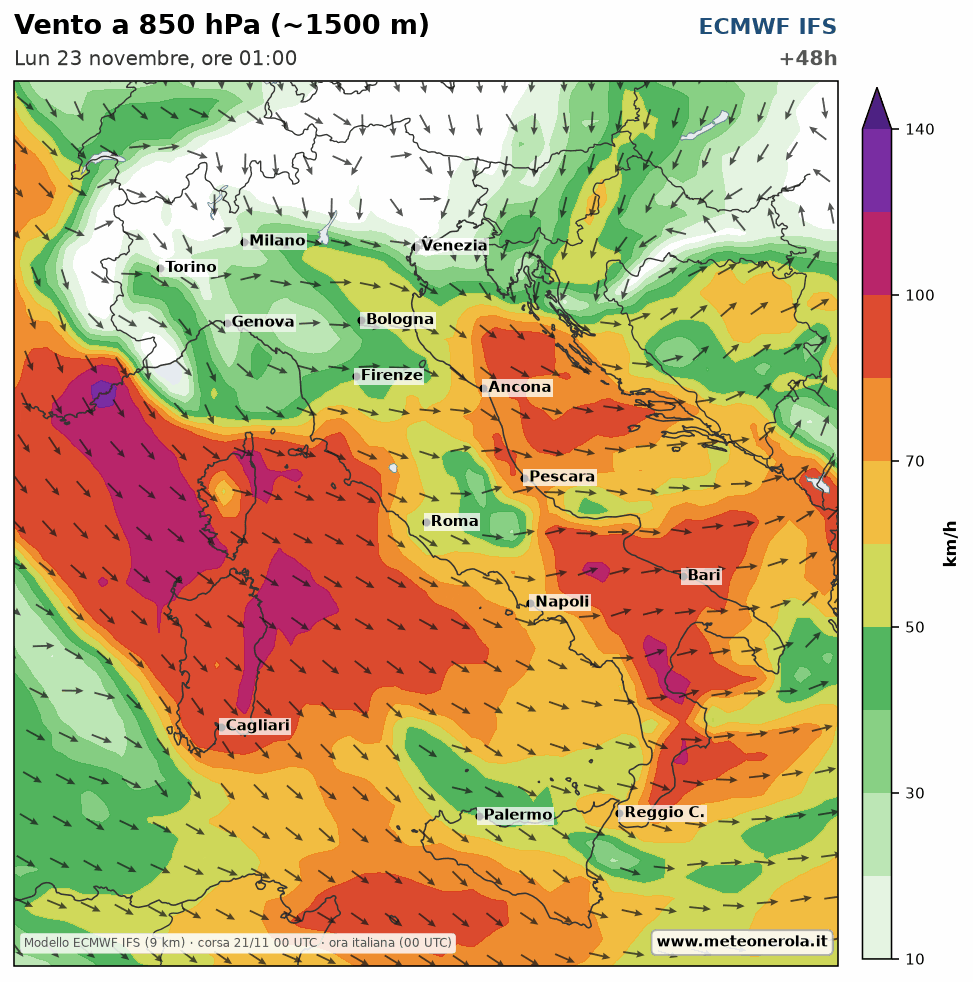 Vento a 850 hPa (~1500 m)
ECMWF IFS
Lun 23 novembre, ore 01:00
+48h
140
Milano
Venezia
Torino
100
Genova
Bologna
Firenze
Ancona
70
Pescara
Roma
km/h
Bari
Napoli
50
Cagliari
30
Palermo
Reggio C.
Modello ECMWF IFS (9 km) · corsa 21/11 00 UTC · ora italiana (00 UTC)
www.meteonerola.it
10